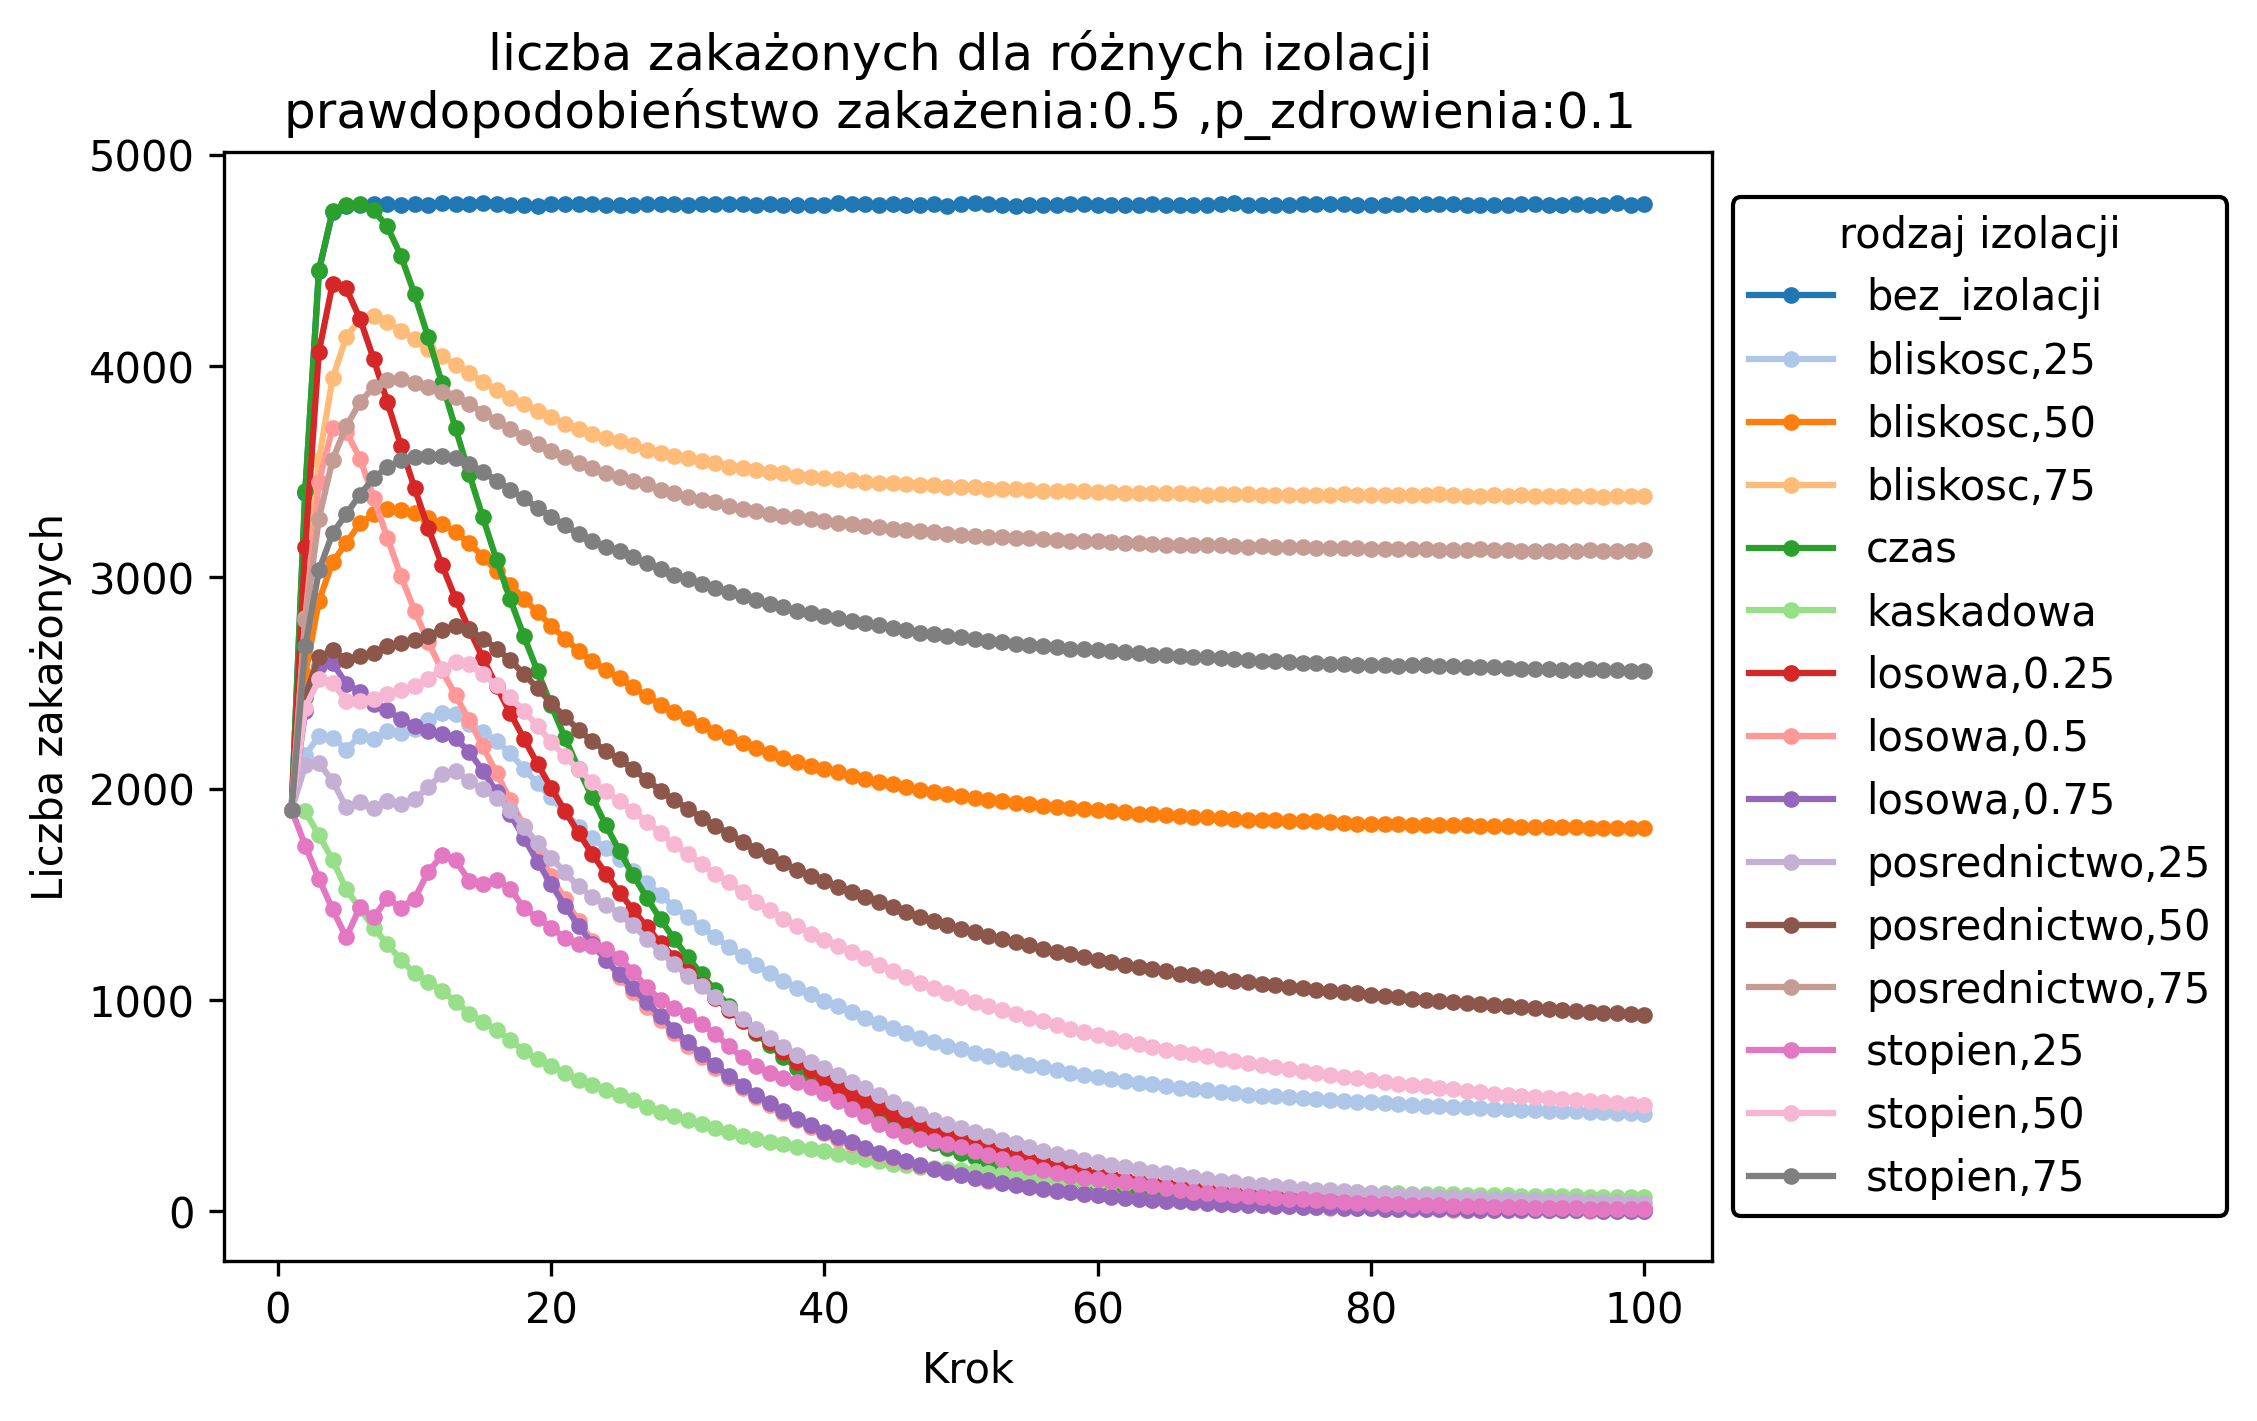 liczba zakażonych dla różnych izolacji
prawdopodobieństwo zakażenia:0.5 ,p_zdrowienia:0.1
Liczba zakażonych
5000
4000
3000
2000
1000
0
0 20 40 60 80 100
Krok
rodzaj izolacji
bez_izolacji
bliskosc,25
bliskosc,50
bliskosc,75
czas
kaskadowa
losowa,0.25
losowa,0.5
losowa,0.75
posrednictwo,25
posrednictwo,50
posrednictwo,75
stopien,25
stopien,50
stopien,75